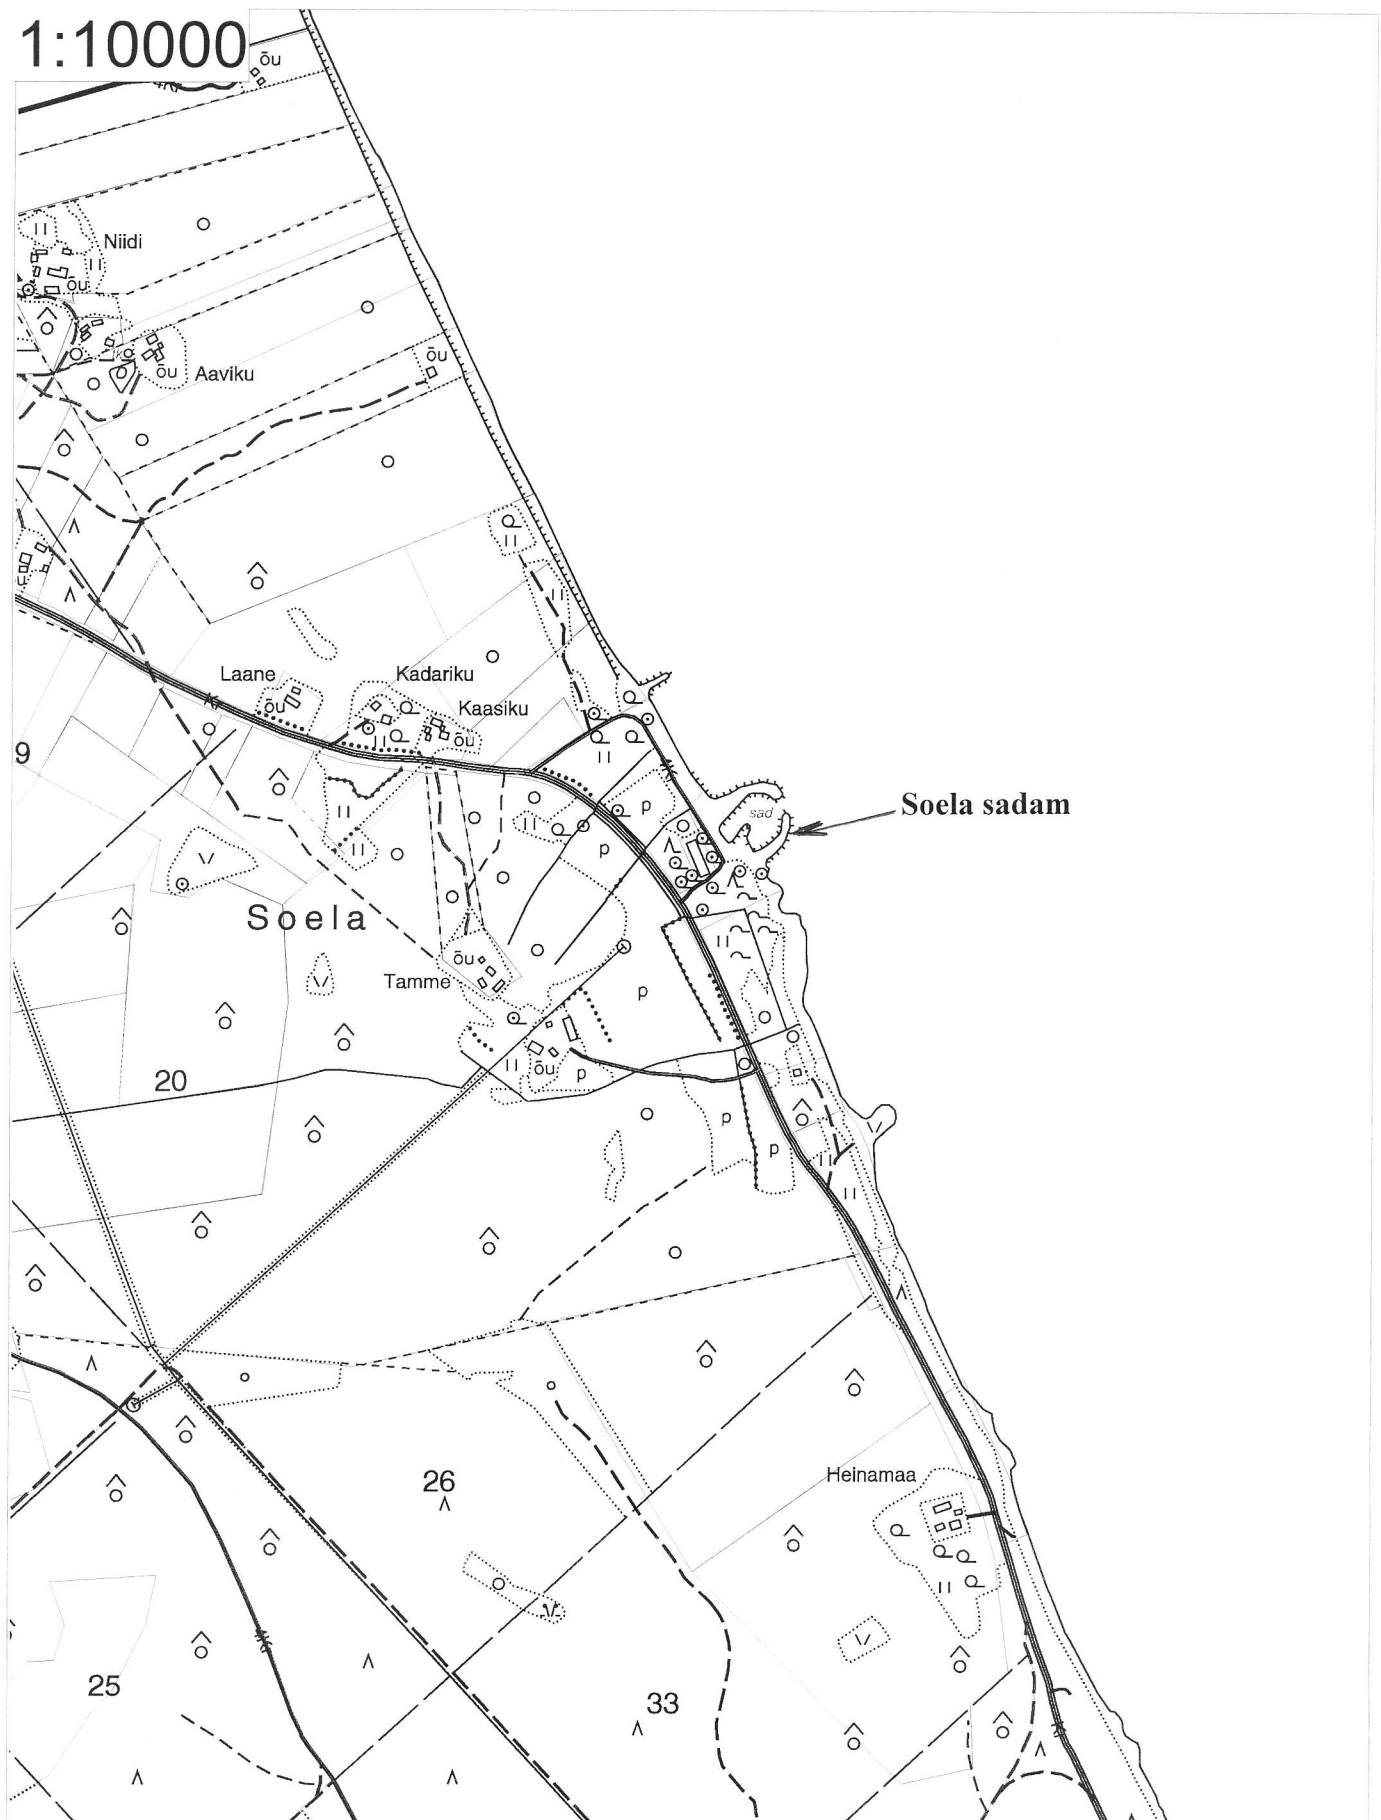 1:10000
õu
Niidi
õu
õu
Aaviku
õu
Laane
Kadariku
õu
Kr
Kaasiku
õu
9
Soela sadam
sad
p
p
Soela
õu
Tamme
p
20
õu
p
p
p
Heinamaa
26
25
33